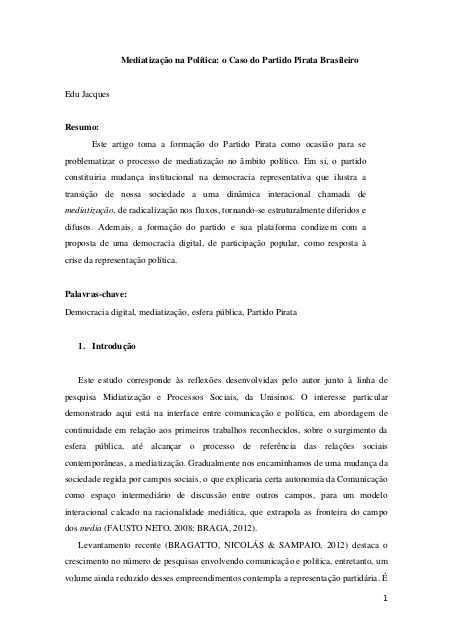 Mediatização na Política: o Caso do Partido Pirata Brasileiro
Edu Jacques
Resumo:
Este artigo toma a formação do Partido Pirata como ocasião para se
problematizar o processo de mediatização no âmbito político. Em si, o partido
constituiria mudança institucional na democracia representativa que ilustra a
transição de nossa sociedade a uma dinâmica interacional chamada de
mediatização, de radicalização nos fluxos, tornando-se estruturalmente diferidos e
difusos. Ademais, a formação do partido e sua plataforma condizem com a
proposta de uma democracia digital, de participação popular, como resposta à
crise da representação política.
Palavras-chave:
Democracia digital, mediatização, esfera pública, Partido Pirata
1. Introdução
Este estudo corresponde às reflexões desenvolvidas pelo autor junto à linha de
pesquisa Midiatização e Processos Sociais, da Unisinos. O interesse particular
demonstrado aqui está na interface entre comunicação e política, em abordagem de
continuidade em relação aos primeiros trabalhos reconhecidos, sobre o surgimento da
esfera pública, até alcançar o processo de referência das relações sociais
contemporâneas, a mediatização. Gradualmente nos encaminhamos de uma mudança da
sociedade regida por campos sociais, o que explicaria certa autonomia da Comunicação
como espaço intermediário de discussão entre outros campos, para um modelo
interacional calcado na racionalidade mediática, que extrapola as fronteira do campo
dos media (FAUSTO NETO, 2008; BRAGA, 2012).
Levantamento recente (BRAGATTO, NICOLÁS & SAMPAIO, 2012) destaca o
crescimento no número de pesquisas envolvendo comunicação e política, entretanto, um
volume ainda reduzido desses empreendimentos contempla a representação partidária. É
1